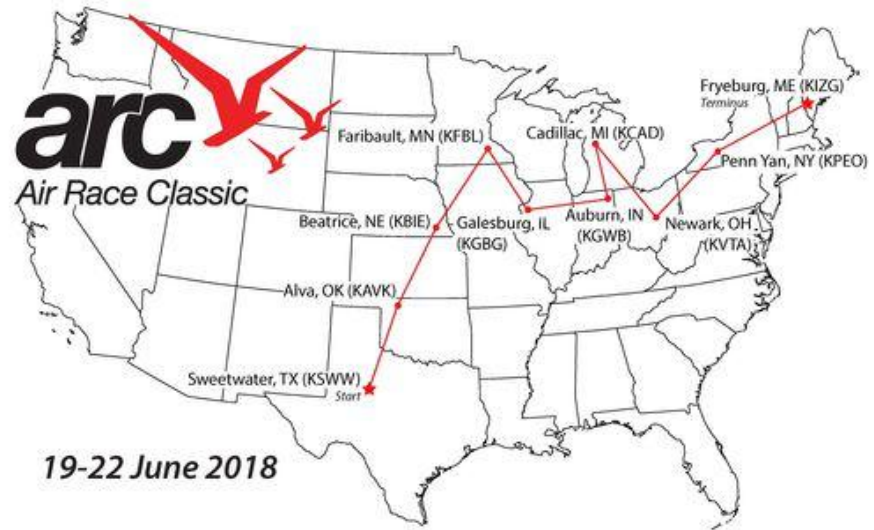 arc
Air Race Classic
Fryeburg, ME (KIZG)
Terminus
Faribault, MN (KFBL)
Cadillac, MI (KCAD)
Penn Yan, NY (KPEO)
Beatrice, NE (KBIE)
Galesburg, IL
(KGBG)
Auburn, IN
(KGWB)
Newark, OH
(KVTA)
Alva, OK (KAVK)
Sweetwater, TX (KSWW)
Start
19-22 June 2018